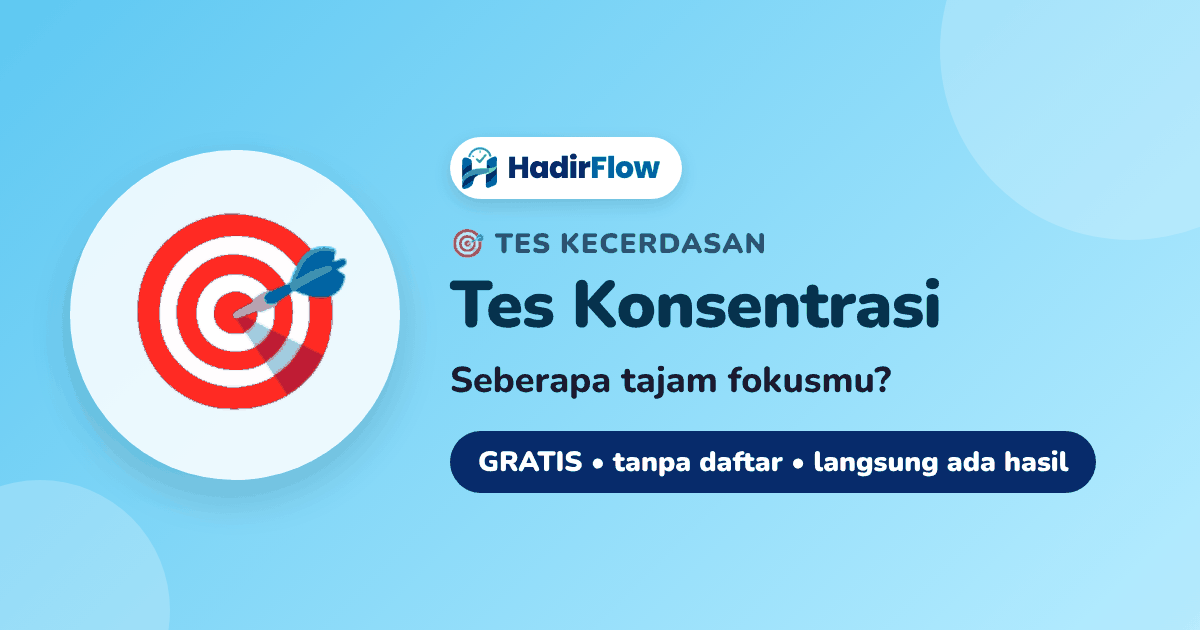 HadirFlow
TES KECERDASAN
Tes Konsentrasi
Seberapa tajam fokusmu?
GRATIS • tanpa daftar • langsung ada hasil